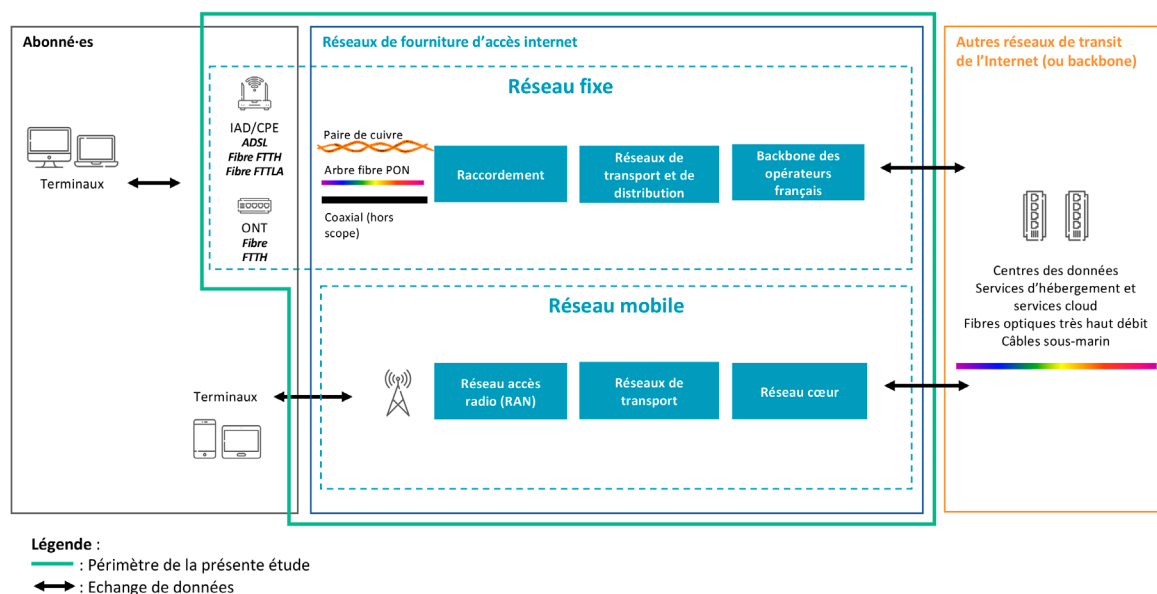 Abonné·es
Réseaux de fourniture d'accès internet
Autres réseaux de transit
de l'Internet (ou backbone)
Réseau fixe
IAD/CPE
ADSL
Fibre FTTH
Fibre FTTLA
Terminaux
ONT
Fibre
FTTH
Paire de cuivre
Arbre fibre PON
Coaxial (hors
scope)
Raccordement
Réseaux de
transport et de
distribution
Backbone des
opérateurs
français
Centres des données
Services d'hébergement et
services cloud
Fibres optiques très haut débit
Câbles sous-marin
Réseau mobile
Terminaux
Réseau accès
radio (RAN)
Réseaux de
transport
Réseau cœur
Légende :
: Périmètre de la présente étude
: Echange de données